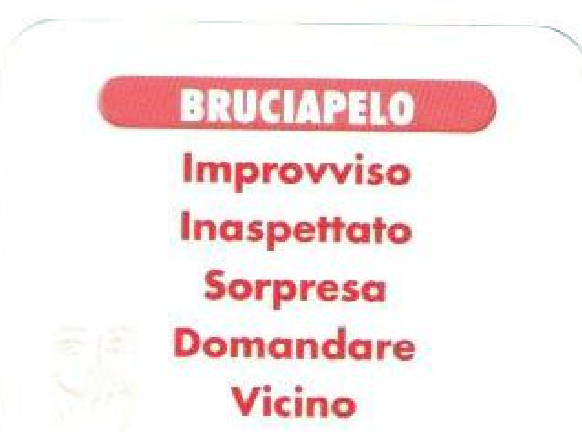 BRUCIAPELO
Improvviso
Inaspettato
Sorpresa
Domandare
Vicino